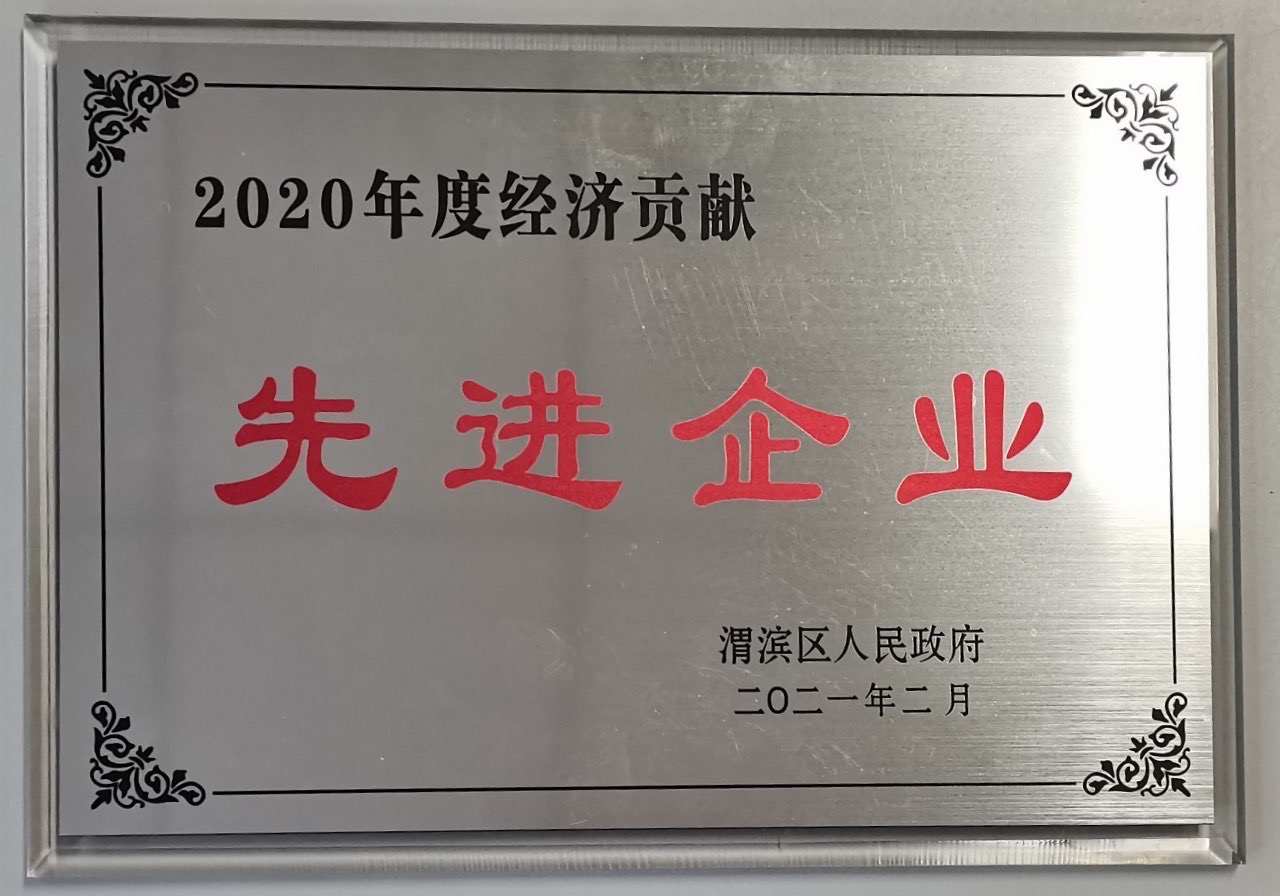 2020年度经济贡献
先进企业
渭滨区人民政府
二〇二一年二月